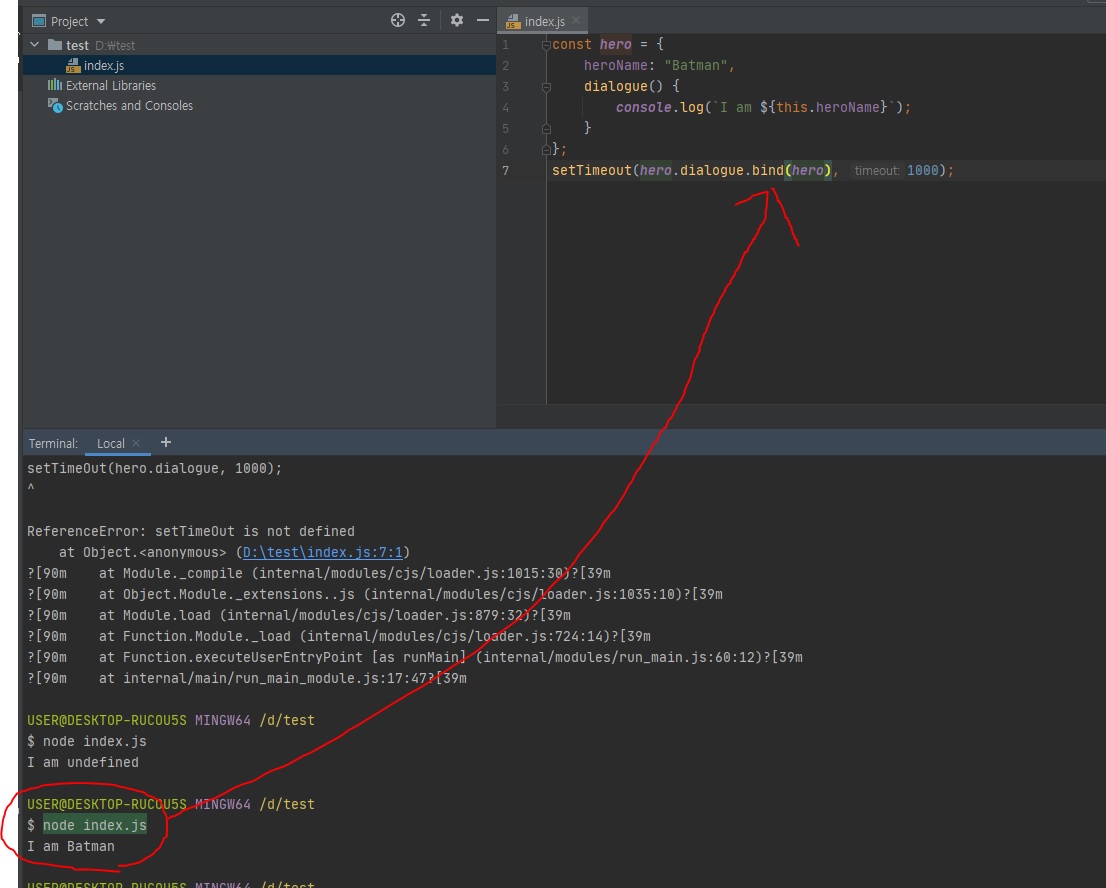 Project
index.js
test D:₩test
index.js
External Libraries
Scratches and Consoles
1 const hero = {
2 heroName: "Batman",
3 dialogue() {
4 console.log(`I am ${this.heroName}`);
5 }
6 };
7 setTimeout(hero.dialogue.bind(hero), timeout: 1000);
Terminal: Local × +
setTimeOut(hero.dialogue, 1000);
^
ReferenceError: setTimeOut is not defined
at Object.<anonymous> (D:\test\index.js:7:1)
?[90m at Module._compile (internal/modules/cjs/loader.js:1015:30)?[39m
?[90m at Object.Module._extensions..js (internal/modules/cjs/loader.js:1035:10)?[39m
?[90m at Module.load (internal/modules/cjs/loader.js:879:32)?[39m
?[90m at Function.Module._load (internal/modules/cjs/loader.js:724:14)?[39m
?[90m at Function.executeUserEntryPoint [as runMain] (internal/modules/run_main.js:60:12)?[39m
?[90m at internal/main/run_main_module.js:17:47?[39m
USER@DESKTOP-RUCOU5S MINGW64 /d/test
$ node index.js
I am undefined
USER@DESKTOP-RUCOU5S MINGW64 /d/test
$ node index.js
I am Batman
USER@DESKTOP-RUCOU5S MINGW64 /d/test